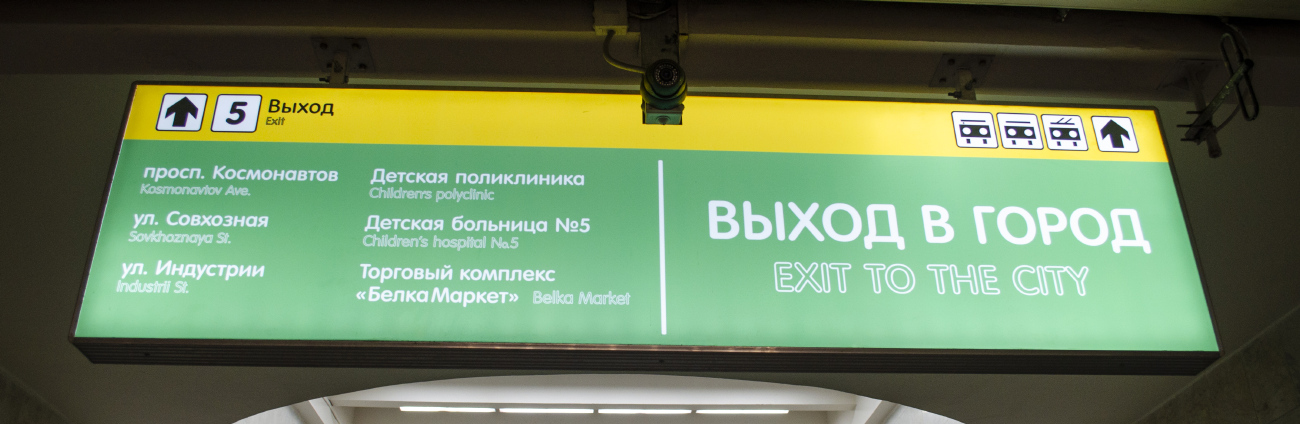 5 Выход
Exit
просп. Космонавтов
Kosmonavtov Ave.
ул. Совхозная
Sovkhoznaya St.
ул. Индустрии
Industrii St.
Детская поликлиника
Children's polyclinic
Детская больница №5
Children's hospital №5
Торговый комплекс
«БелкаМаркет» Belka Market
ВЫХОД В ГОРОД
EXIT TO THE CITY